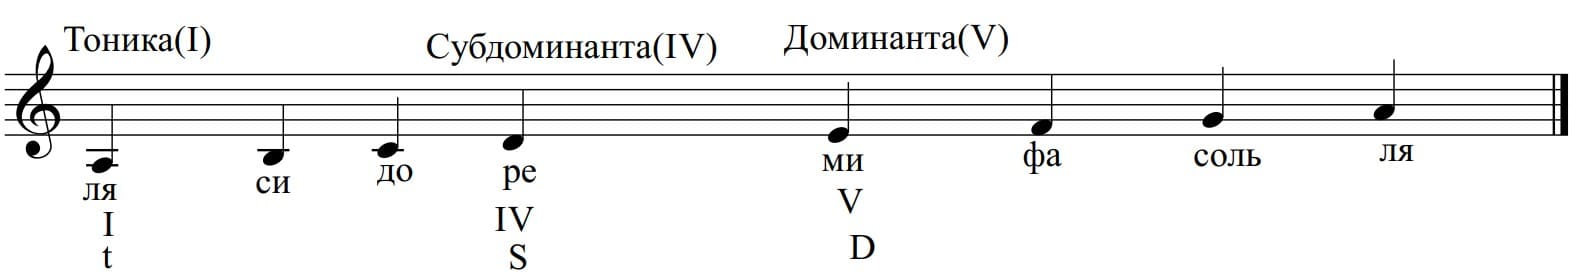 Тоника(I) Субдоминанта(IV) Доминанта(V)
ля си до ре ми фа соль ля
I IV V
t S D